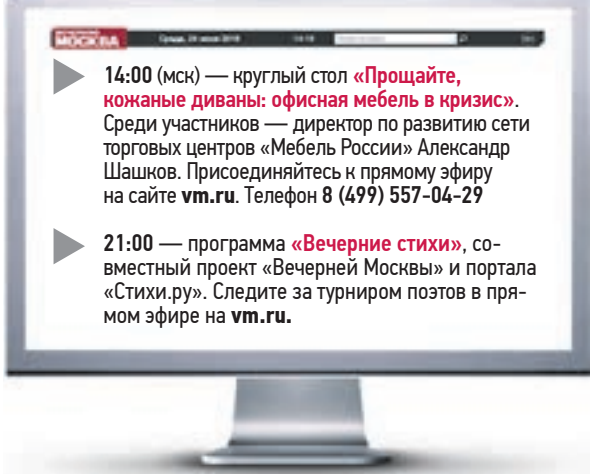 МОСКВА
14:00 (мск) — круглый стол «Прощайте,
кожаные диваны: офисная мебель в кризис».
Среди участников — директор по развитию сети
торговых центров «Мебель России» Александр
Шашков. Присоединяйтесь к прямому эфиру
на сайте vm.ru. Телефон 8 (499) 557-04-29
21:00 — программа «Вечерние стихи», со-
вместный проект «Вечерней Москвы» и портала
«Стихи.ру». Следите за турниром поэтов в пря-
мом эфире на vm.ru.